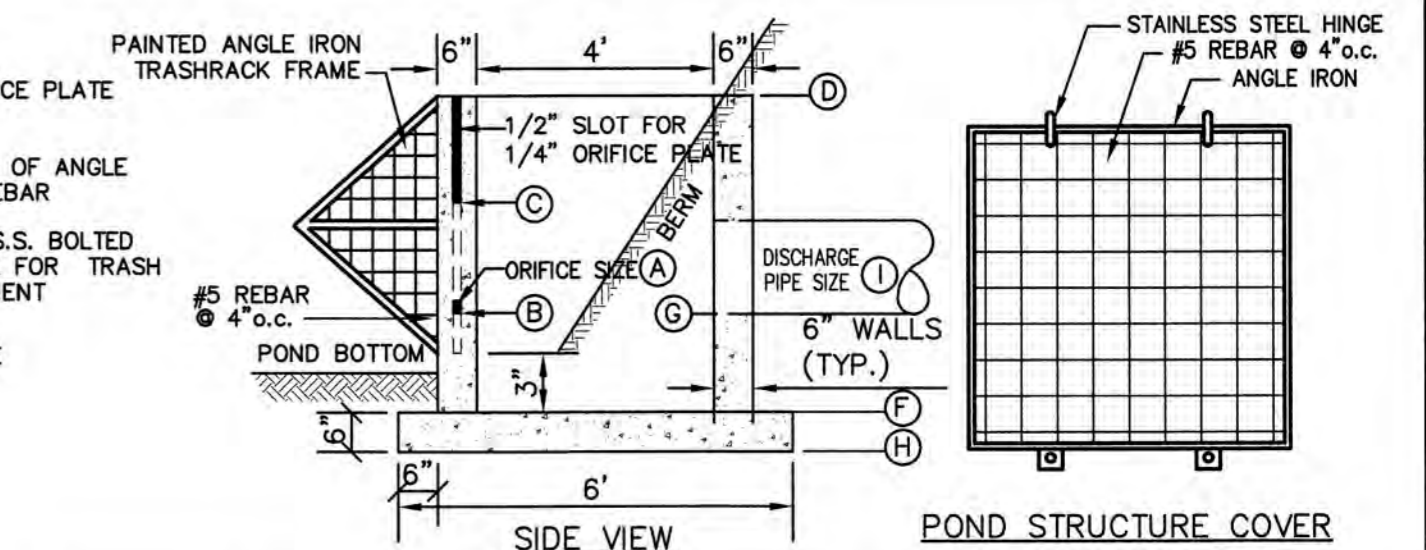 CE PLATE
OF ANGLE
EBAR
S.S. BOLTED
FOR TRASH
MENT
PAINTED ANGLE IRON
TRASHRACK FRAME
6"
4'
6"
D
1/2" SLOT FOR
1/4" ORIFICE PLATE
C
BERM
ORIFICE SIZE A
B
#5 REBAR
@ 4"o.c.
POND BOTTOM
DISCHARGE
PIPE SIZE I
G
6" WALLS
(TYP.)
3"
F
H
6"
6"
6'
SIDE VIEW
STAINLESS STEEL HINGE
#5 REBAR @ 4"o.c.
ANGLE IRON
POND STRUCTURE COVER